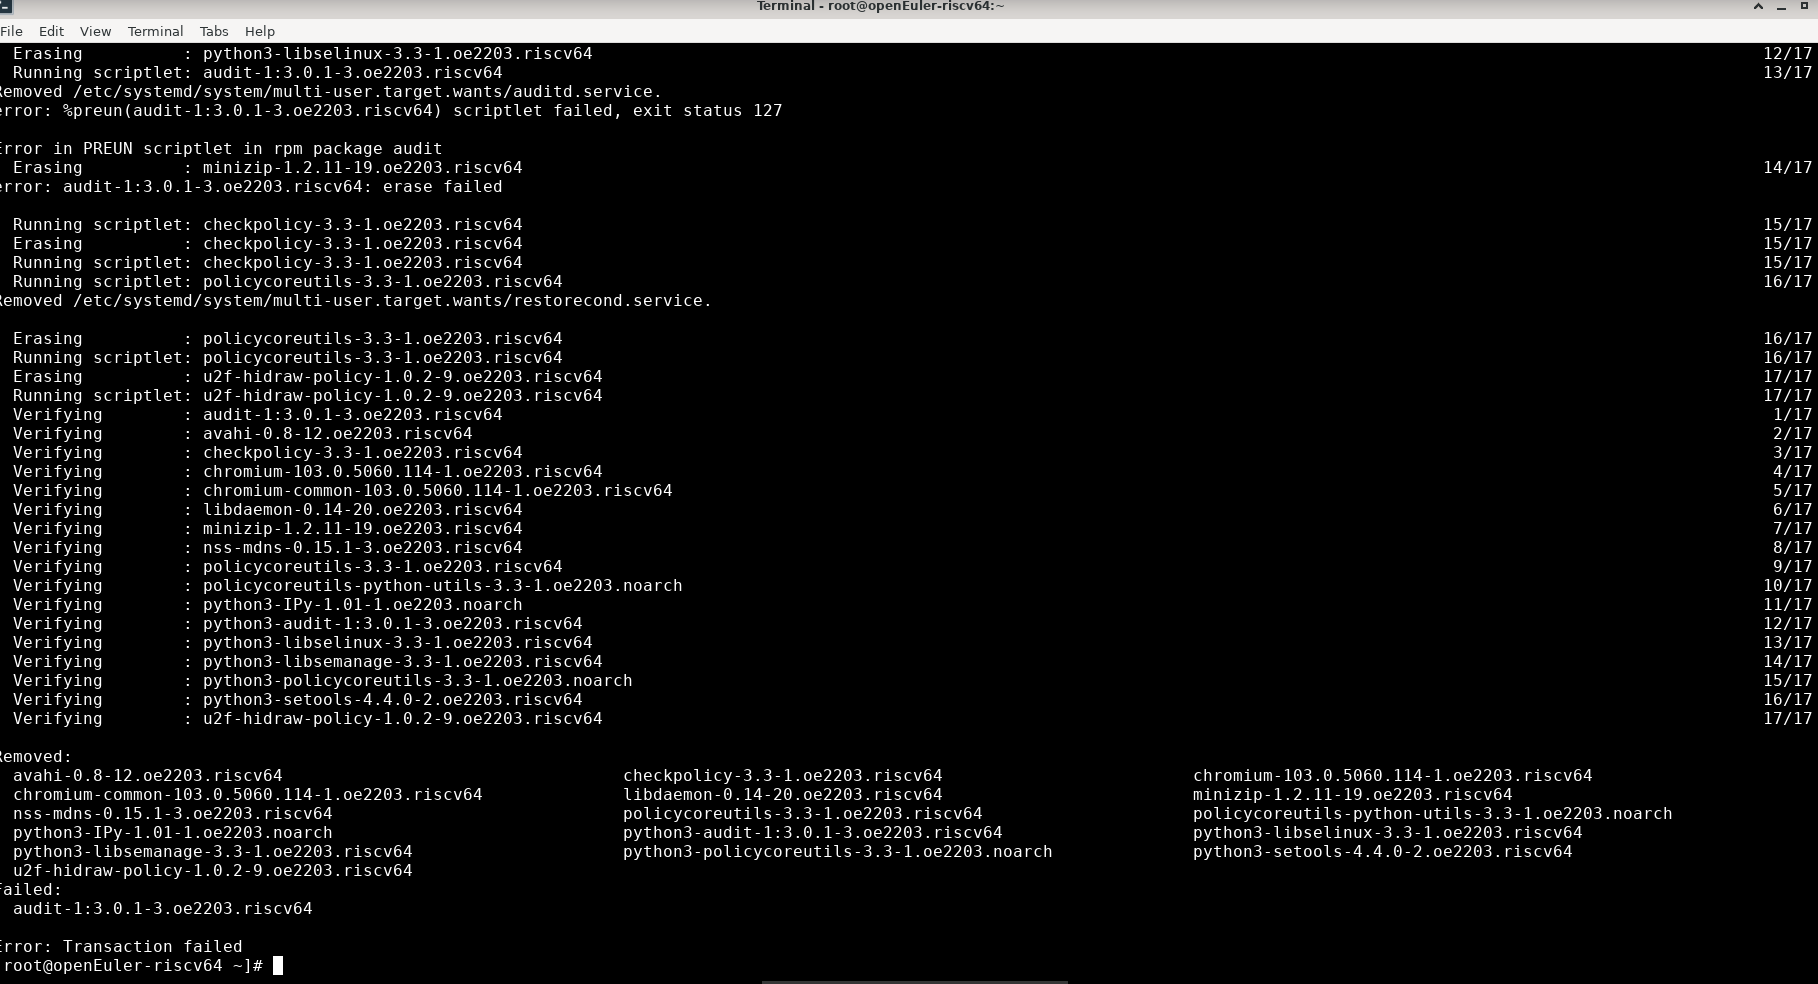 Terminal - root@openEuler-riscv64:~
File Edit View Terminal Tabs Help
Erasing : python3-libselinux-3.3-1.oe2203.riscv64 12/17
Running scriptlet: audit-1:3.0.1-3.oe2203.riscv64 13/17
Removed /etc/systemd/system/multi-user.target.wants/auditd.service.
error: %preun(audit-1:3.0.1-3.oe2203.riscv64) scriptlet failed, exit status 127
Error in PREUN scriptlet in rpm package audit
Erasing : minizip-1.2.11-19.oe2203.riscv64 14/17
error: audit-1:3.0.1-3.oe2203.riscv64: erase failed
Running scriptlet: checkpolicy-3.3-1.oe2203.riscv64 15/17
Erasing : checkpolicy-3.3-1.oe2203.riscv64 15/17
Running scriptlet: checkpolicy-3.3-1.oe2203.riscv64 15/17
Running scriptlet: policycoreutils-3.3-1.oe2203.riscv64 16/17
Removed /etc/systemd/system/multi-user.target.wants/restorecond.service.
Erasing : policycoreutils-3.3-1.oe2203.riscv64 16/17
Running scriptlet: policycoreutils-3.3-1.oe2203.riscv64 16/17
Erasing : u2f-hidraw-policy-1.0.2-9.oe2203.riscv64 17/17
Running scriptlet: u2f-hidraw-policy-1.0.2-9.oe2203.riscv64 17/17
Verifying : audit-1:3.0.1-3.oe2203.riscv64 1/17
Verifying : avahi-0.8-12.oe2203.riscv64 2/17
Verifying : checkpolicy-3.3-1.oe2203.riscv64 3/17
Verifying : chromium-103.0.5060.114-1.oe2203.riscv64 4/17
Verifying : chromium-common-103.0.5060.114-1.oe2203.riscv64 5/17
Verifying : libdaemon-0.14-20.oe2203.riscv64 6/17
Verifying : minizip-1.2.11-19.oe2203.riscv64 7/17
Verifying : nss-mdns-0.15.1-3.oe2203.riscv64 8/17
Verifying : policycoreutils-3.3-1.oe2203.riscv64 9/17
Verifying : policycoreutils-python-utils-3.3-1.oe2203.noarch 10/17
Verifying : python3-IPy-1.01-1.oe2203.noarch 11/17
Verifying : python3-audit-1:3.0.1-3.oe2203.riscv64 12/17
Verifying : python3-libselinux-3.3-1.oe2203.riscv64 13/17
Verifying : python3-libsemanage-3.3-1.oe2203.riscv64 14/17
Verifying : python3-policycoreutils-3.3-1.oe2203.noarch 15/17
Verifying : python3-setools-4.4.0-2.oe2203.riscv64 16/17
Verifying : u2f-hidraw-policy-1.0.2-9.oe2203.riscv64 17/17
Removed:
avahi-0.8-12.oe2203.riscv64 checkpolicy-3.3-1.oe2203.riscv64 chromium-103.0.5060.114-1.oe2203.riscv64
chromium-common-103.0.5060.114-1.oe2203.riscv64 libdaemon-0.14-20.oe2203.riscv64 minizip-1.2.11-19.oe2203.riscv64
nss-mdns-0.15.1-3.oe2203.riscv64 policycoreutils-3.3-1.oe2203.riscv64 policycoreutils-python-utils-3.3-1.oe2203.noarch
python3-IPy-1.01-1.oe2203.noarch python3-audit-1:3.0.1-3.oe2203.riscv64 python3-libselinux-3.3-1.oe2203.riscv64
python3-libsemanage-3.3-1.oe2203.riscv64 python3-policycoreutils-3.3-1.oe2203.noarch python3-setools-4.4.0-2.oe2203.riscv64
u2f-hidraw-policy-1.0.2-9.oe2203.riscv64
Failed:
audit-1:3.0.1-3.oe2203.riscv64
Error: Transaction failed
root@openEuler-riscv64 ~]#